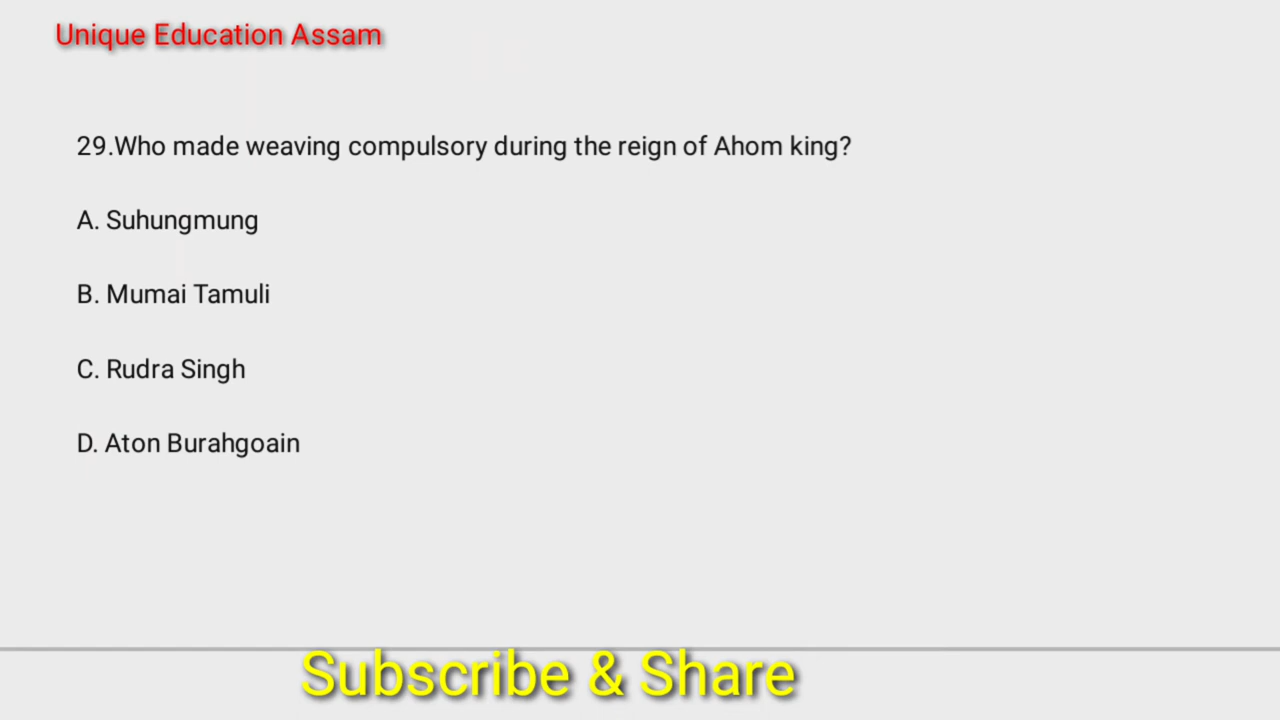 Unique Education Assam
29.Who made weaving compulsory during the reign of Ahom king?
A. Suhungmung
B. Mumai Tamuli
C. Rudra Singh
D. Aton Burahgoain
Subscribe & Share